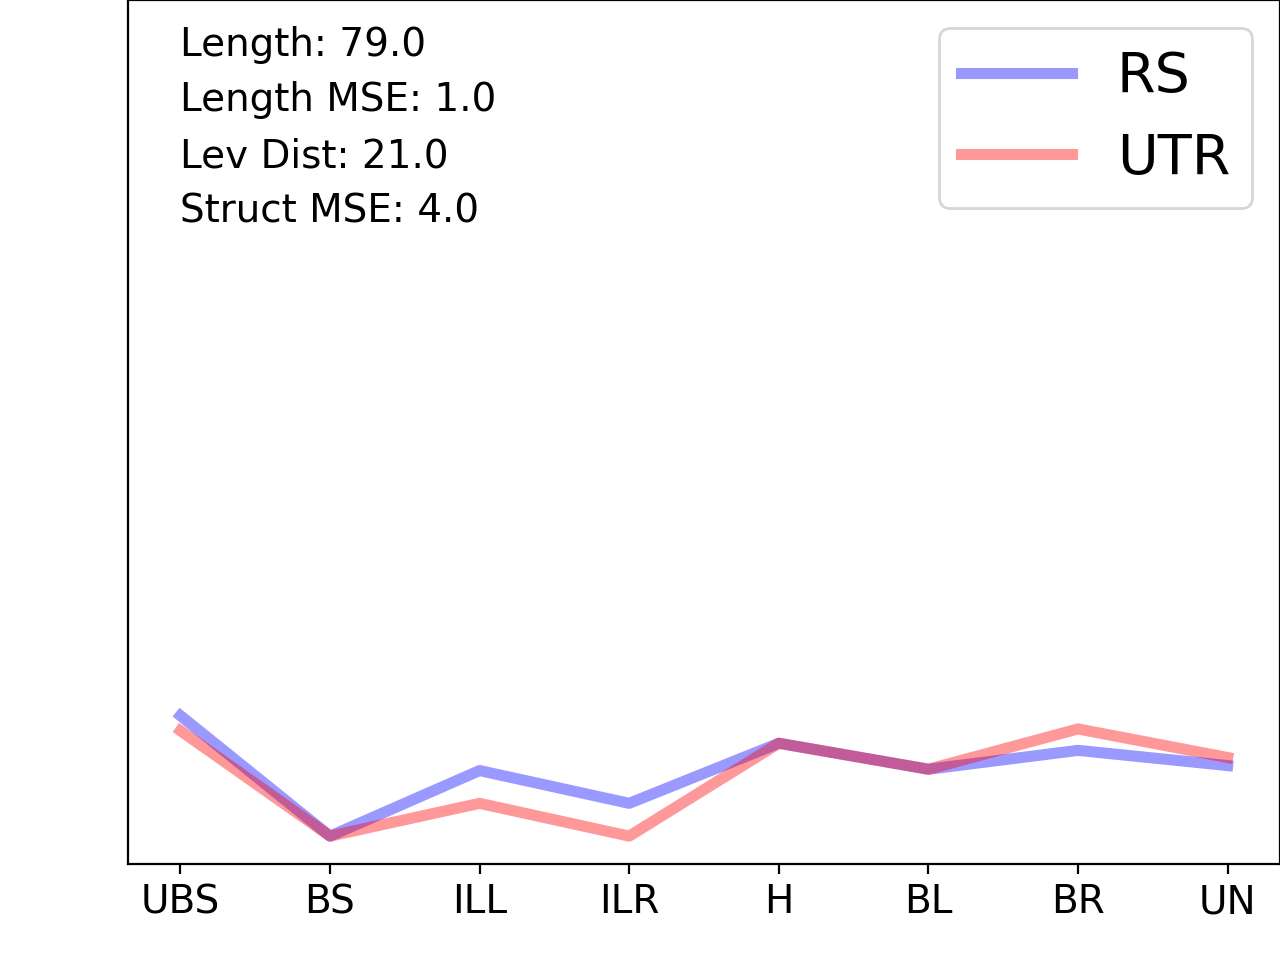 Length: 79.0
Length MSE: 1.0
Lev Dist: 21.0
Struct MSE: 4.0
RS
UTR
UBS BS ILL ILR H BL BR UN